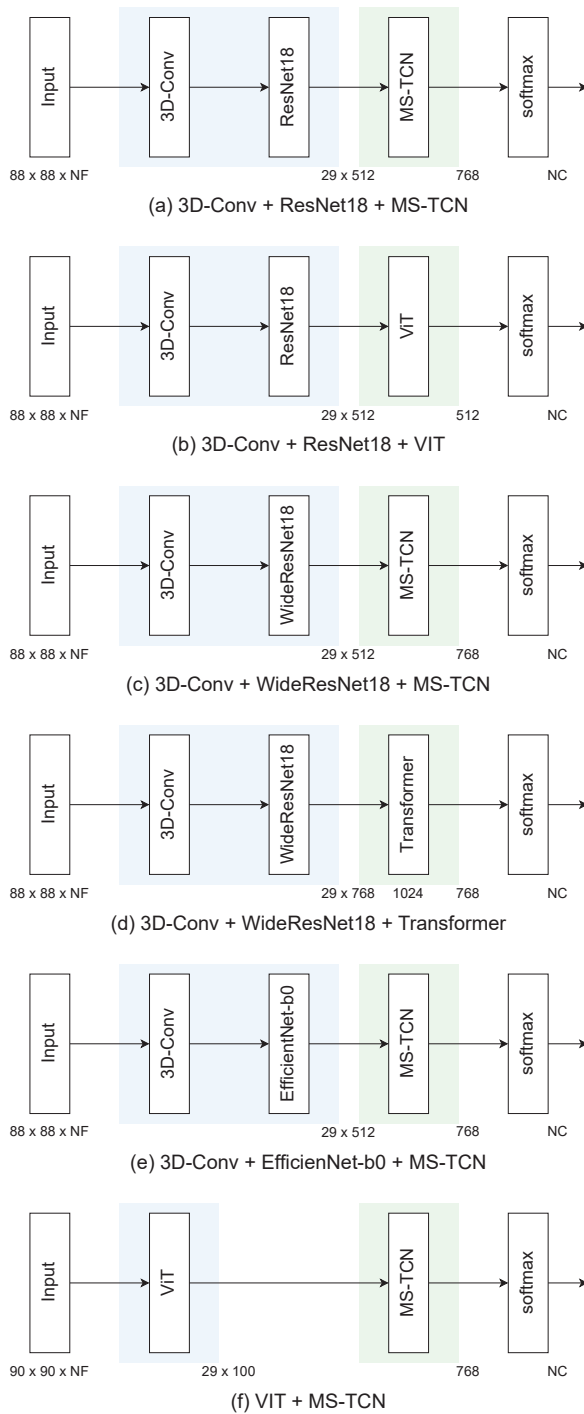 Input
3D-Conv
ResNet18
MS-TCN
softmax
88 x 88 x NF
29 x 512
768
NC
(a) 3D-Conv + ResNet18 + MS-TCN
Input
3D-Conv
ResNet18
ViT
softmax
88 x 88 x NF
29 x 512
512
NC
(b) 3D-Conv + ResNet18 + VIT
Input
3D-Conv
WideResNet18
MS-TCN
softmax
88 x 88 x NF
29 x 512
768
NC
(c) 3D-Conv + WideResNet18 + MS-TCN
Input
3D-Conv
WideResNet18
Transformer
softmax
88 x 88 x NF
29 x 768
1024
768
NC
(d) 3D-Conv + WideResNet18 + Transformer
Input
3D-Conv
EfficientNet-b0
MS-TCN
softmax
88 x 88 x NF
29 x 512
768
NC
(e) 3D-Conv + EfficienNet-b0 + MS-TCN
Input
ViT
MS-TCN
softmax
90 x 90 x NF
29 x 100
768
NC
(f) VIT + MS-TCN